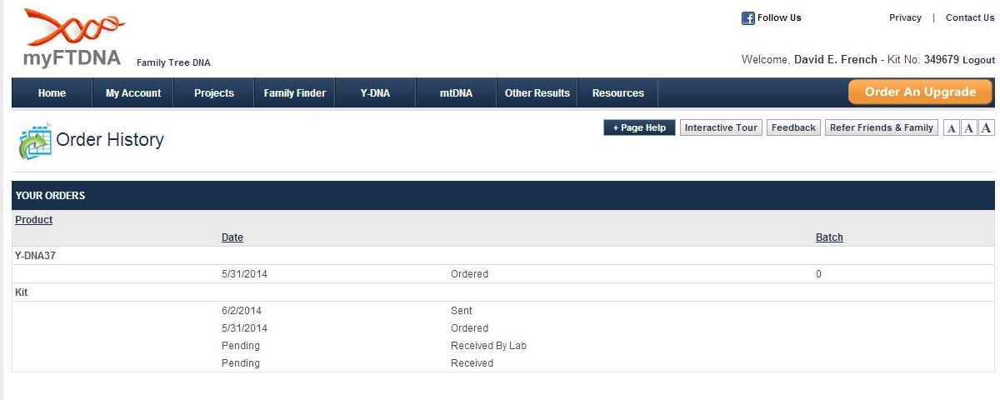 Follow Us
Privacy | Contact Us
myFTDNA Family Tree DNA
Welcome, David E. French - Kit No: 349679 Logout
Home My Account Projects Family Finder Y-DNA mtDNA Other Results Resources Order An Upgrade
Order History
+ Page Help Interactive Tour Feedback Refer Friends & Family A A A
YOUR ORDERS
Product
Date Batch
Y-DNA37
5/31/2014 Ordered 0
Kit
6/2/2014 Sent
5/31/2014 Ordered
Pending Received By Lab
Pending Received